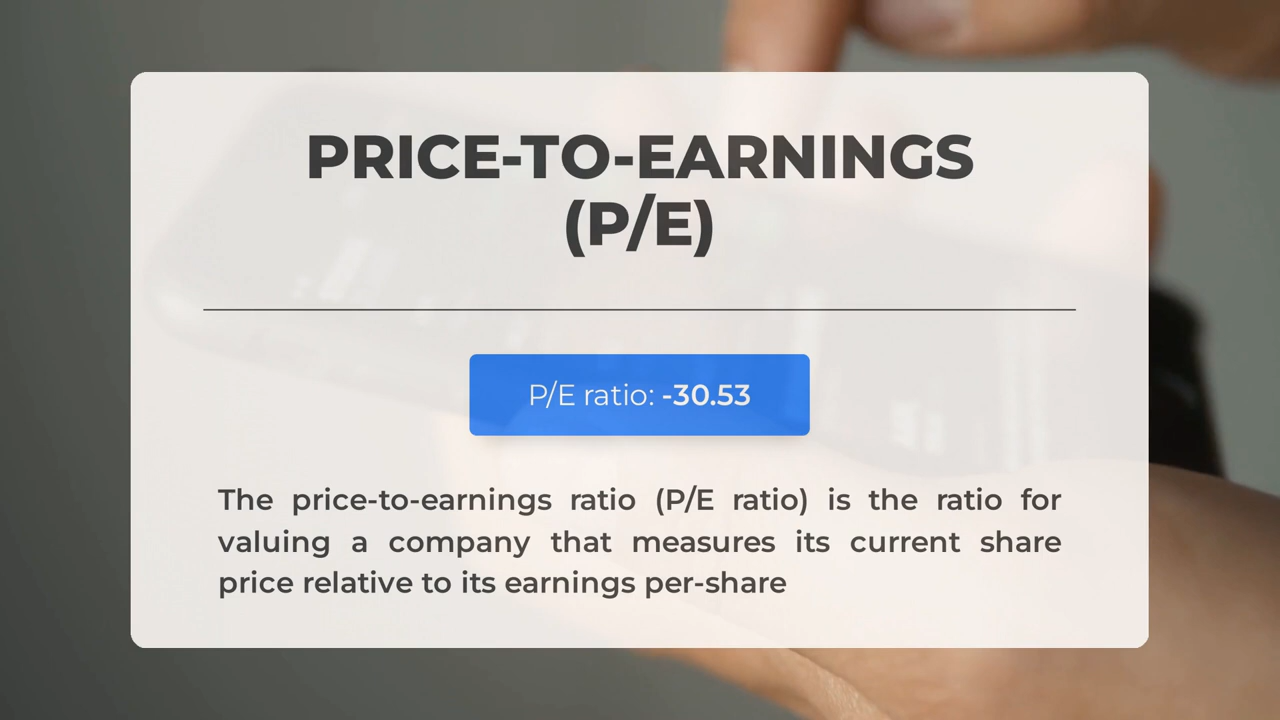 PRICE-TO-EARNINGS
(P/E)
P/E ratio: -30.53
The price-to-earnings ratio (P/E ratio) is the ratio for
valuing a company that measures its current share
price relative to its earnings per-share